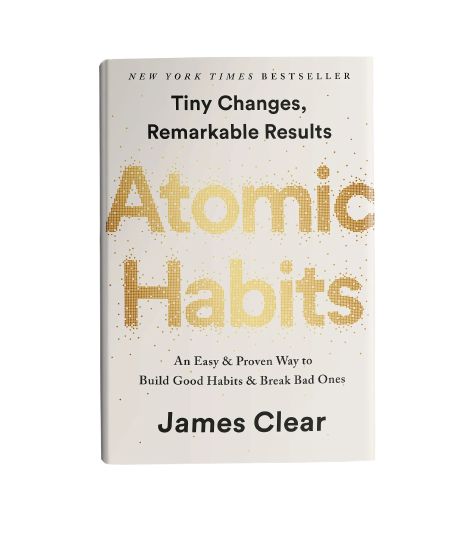 NEW YORK TIMES BESTSELLER
Tiny Changes,
Remarkable Results
Atomic
Habits
An Easy & Proven Way to
Build Good Habits & Break Bad Ones
James Clear